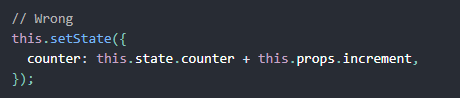 // Wrong
this.setState({
  counter: this.state.counter + this.props.increment,
});